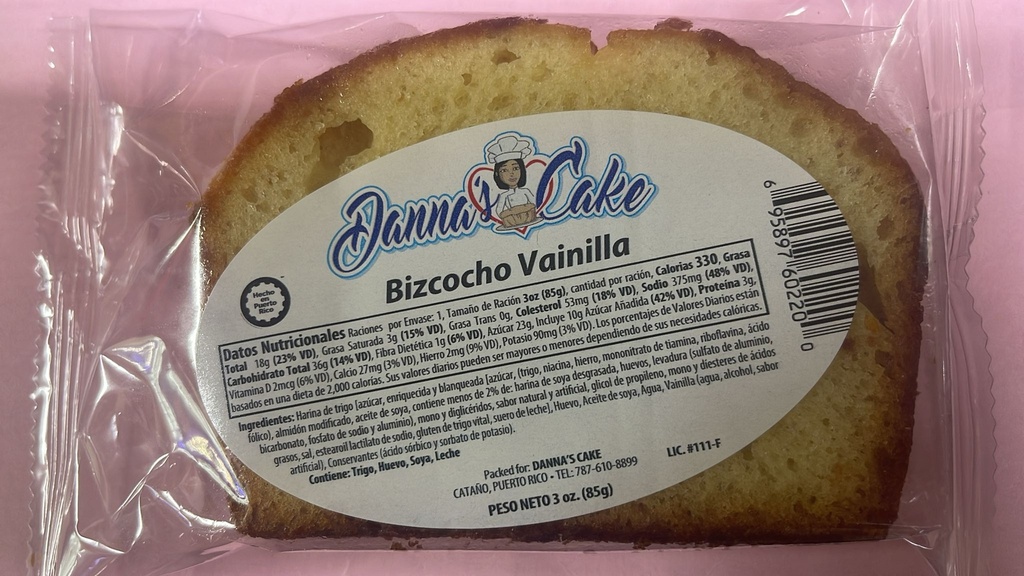 Danna's Cake
Bizcocho Vainilla
Hecho
en
Puerto
Rico
Datos Nutricionales Raciones por Envase: 1, Tamaño de Ración 3oz (85g), cantidad por ración, Calorias 330, Grasa
Total 18g (23% VD), Grasa Saturada 3g (15% VD), Grasa Trans 0g, Colesterol 53mg (18% VD), Sodio 375mg (48% VD),
Carbohidrato Total 36g (14% VD), Fibra Dietética 1g (6% VD), Azúcar 23g, Incluye 10g Azúcar Añadida (42% VD), Proteína 3g,
Vitamina D 2mcg (6% VD), Calcio 27mg (3% VD), Hierro 2mg (9% VD), Potasio 90mg (3% VD). Los porcentajes de Valores Diarios están
basados en una dieta de 2,000 calorías. Sus valores diarios pueden ser mayores o menores dependiendo de sus necesidades calóricas.
Ingredientes: Harina de trigo [azúcar, enriquecida y blanqueada [azúcar, (trigo, niacina, hierro, mononitrato de tiamina, riboflavina, ácido
fólico), almidón modificado, aceite de soya, contiene menos de 2% de: harina de soya desgrasada, huevos, levadura (sulfato de aluminio,
bicarbonato, fosfato de sodio y aluminio), mono y diglicéridos, sabor natural y artificial, glicol de propileno, mono y diesteres de ácidos
grasos, sal, estearoil lactilato de sodio, gluten de trigo vital, suero de leche], Huevo, Aceite de Soya, Agua, Vainilla (agua, alcohol, sabor
artificial), Conservantes (ácido sórbico y sorbato de potasio).
Contiene: Trigo, Huevo, Soya, Leche
Packed for: DANNA'S CAKE
CATAÑO, PUERTO RICO • TEL: 787-610-8899
PESO NETO 3 oz. (85g)
LIC. #111-F
6 98897 60220 0